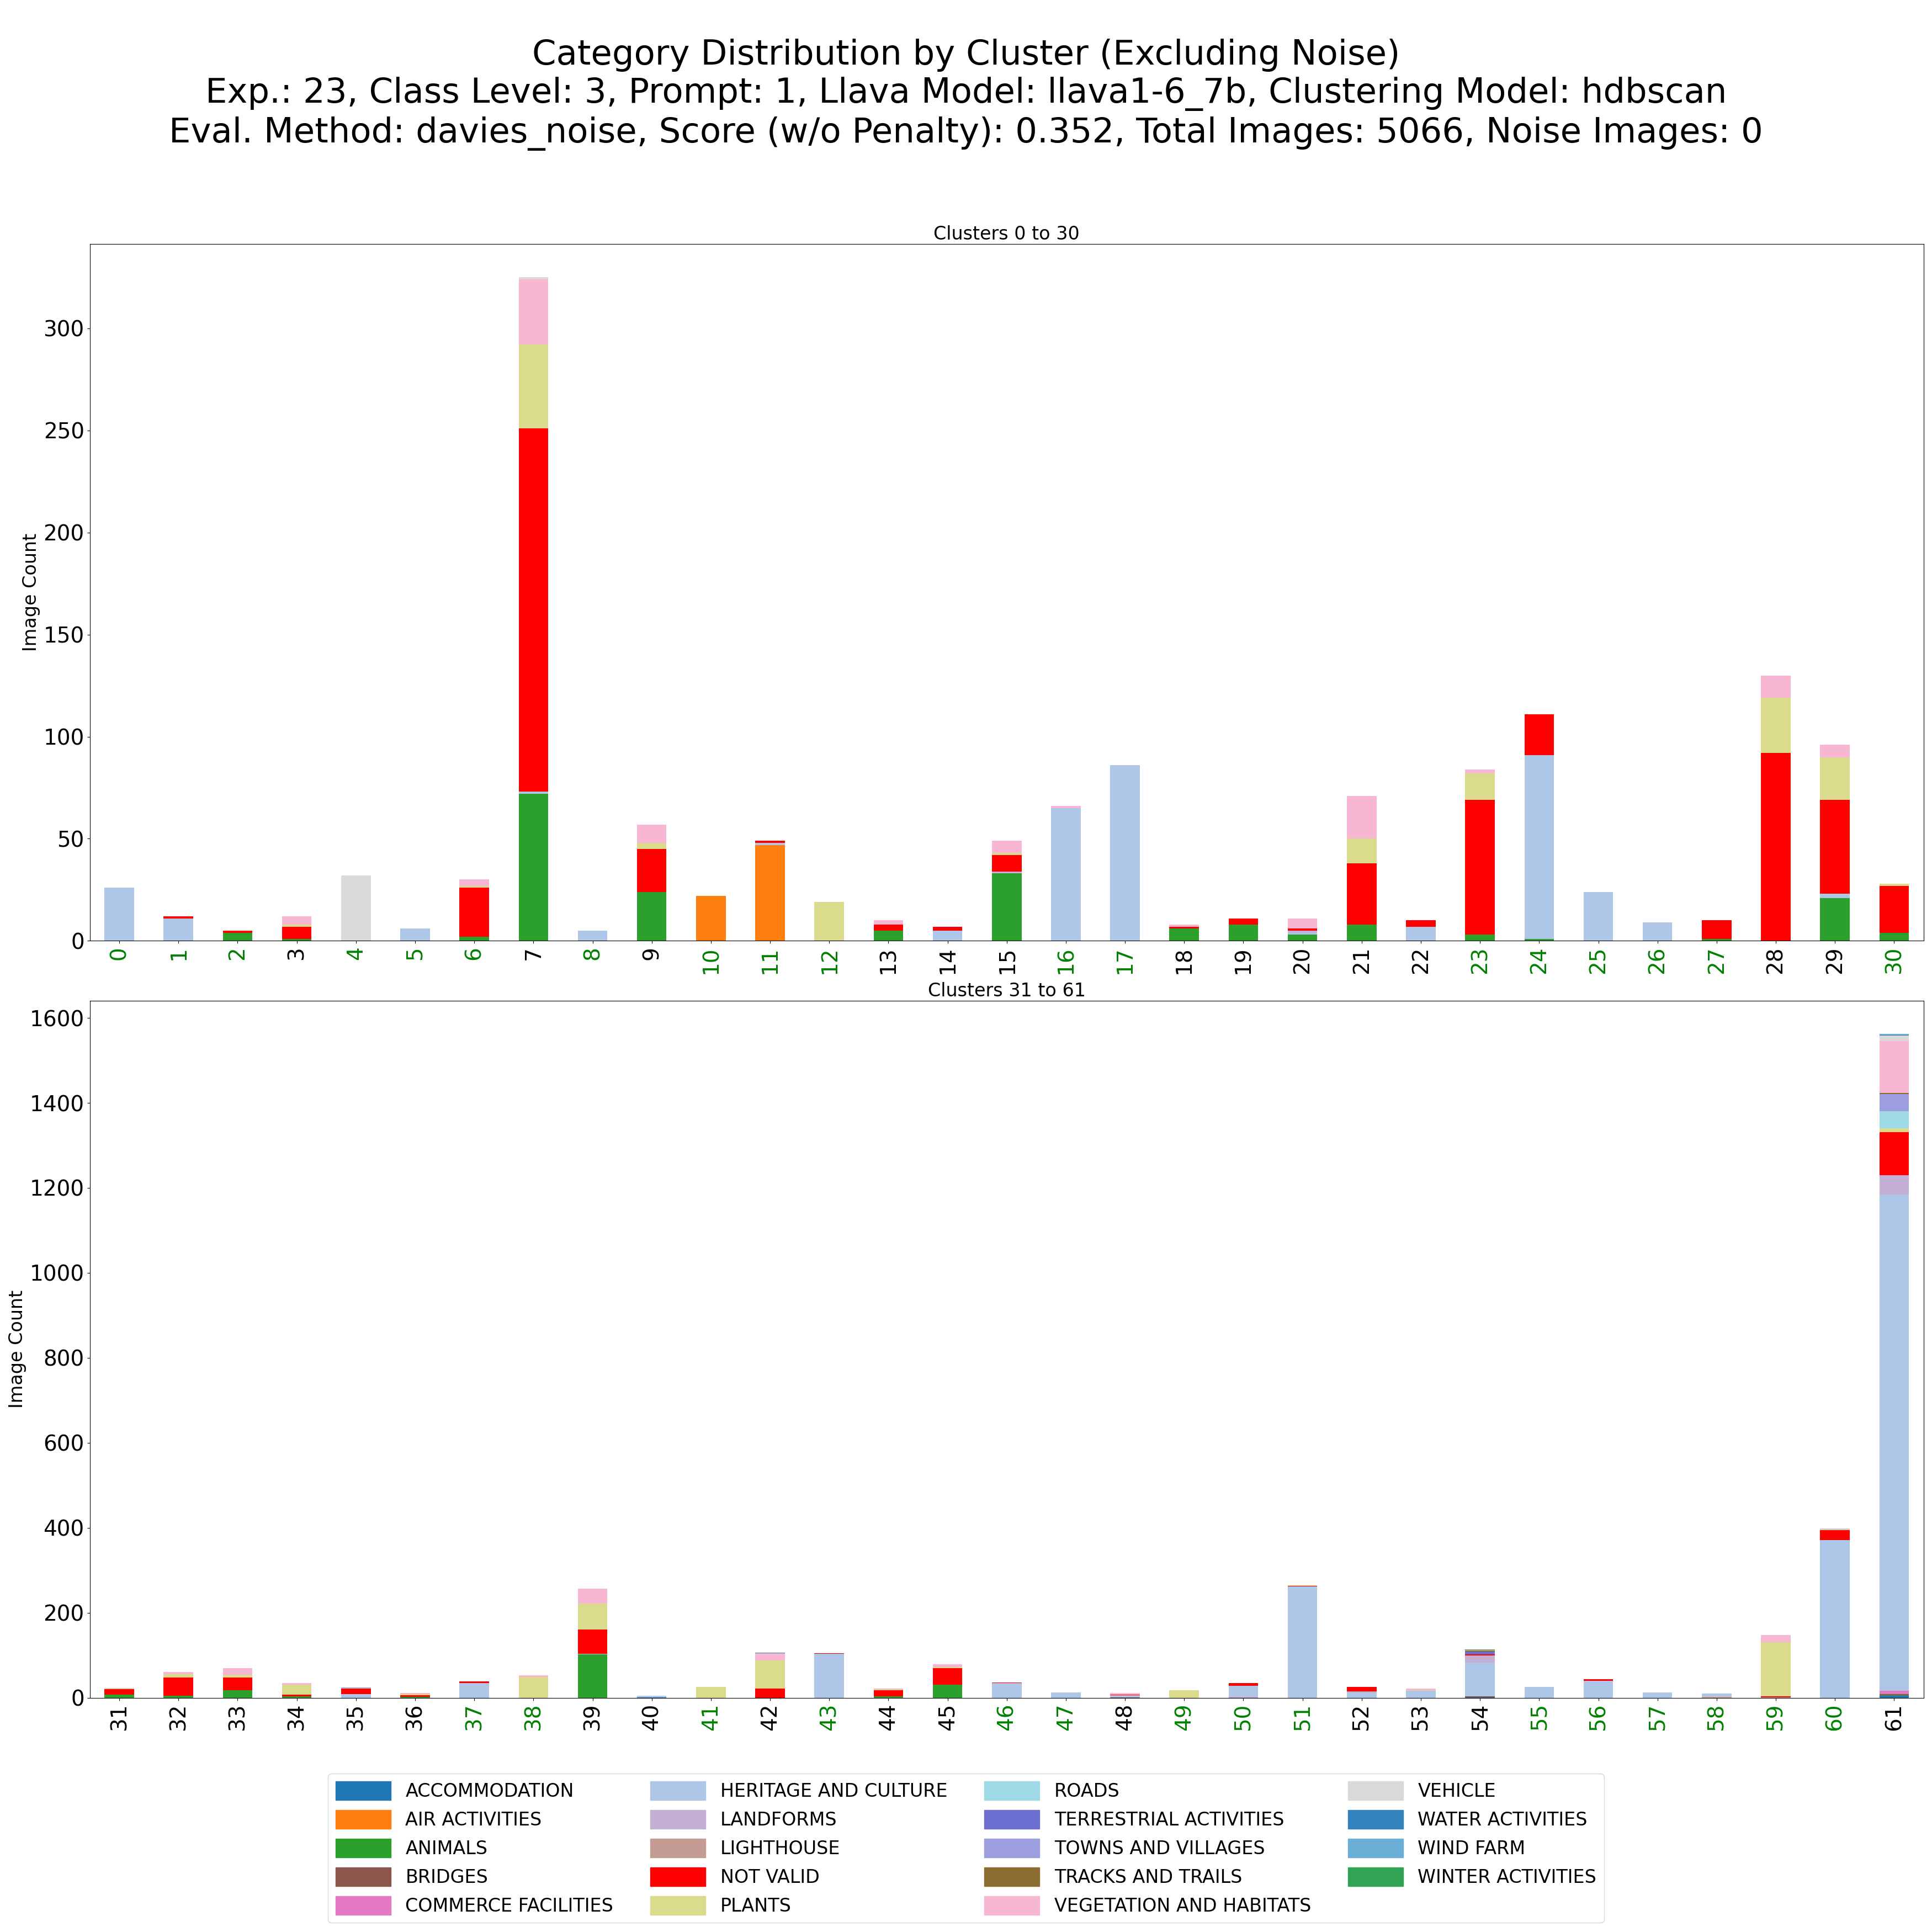 Category Distribution by Cluster (Excluding Noise)
Exp.: 23, Class Level: 3, Prompt: 1, Llava Model: llava1-6_7b, Clustering Model: hdbscan
Eval. Method: davies_noise, Score (w/o Penalty): 0.352, Total Images: 5066, Noise Images: 0
Clusters 0 to 30
Image Count
300
250
200
150
100
50
0
0 1 2 3 4 5 6 7 8 9 10 11 12 13 14 15 16 17 18 19 20 21 22 23 24 25 26 27 28 29 30
Clusters 31 to 61
Image Count
1600
1400
1200
1000
800
600
400
200
0
31 32 33 34 35 36 37 38 39 40 41 42 43 44 45 46 47 48 49 50 51 52 53 54 55 56 57 58 59 60 61
ACCOMMODATION
AIR ACTIVITIES
ANIMALS
BRIDGES
COMMERCE FACILITIES
HERITAGE AND CULTURE
LANDFORMS
LIGHTHOUSE
NOT VALID
PLANTS
ROADS
TERRESTRIAL ACTIVITIES
TOWNS AND VILLAGES
TRACKS AND TRAILS
VEGETATION AND HABITATS
VEHICLE
WATER ACTIVITIES
WIND FARM
WINTER ACTIVITIES